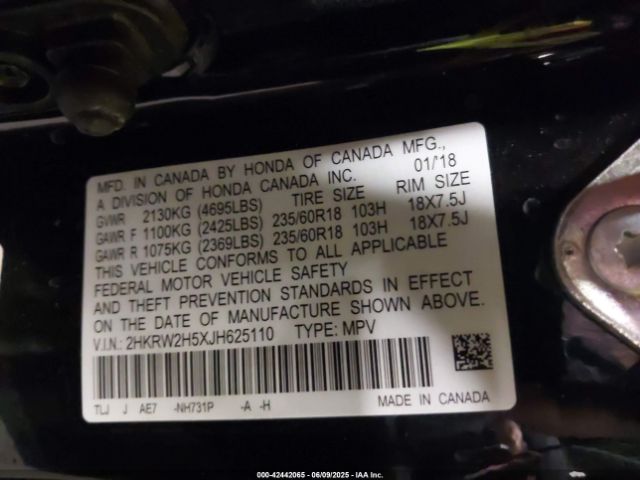 MFD. IN CANADA BY HONDA OF CANADA MFG., 01/'18
A DIVISION OF HONDA CANADA INC.
GVWR 2130KG (4695LBS) TIRE SIZE RIM SIZE
GAWR F 1100KG (2425LBS) 235/60R18 103H 18X7.5J
GAWR R 1075KG (2369LBS) 235/60R18 103H 18X7.5J
THIS VEHICLE CONFORMS TO ALL APPLICABLE
FEDERAL MOTOR VEHICLE SAFETY
AND THEFT PREVENTION STANDARDS IN EFFECT
ON THE DATE OF MANUFACTURE SHOWN ABOVE.
V.I.N.: 2HKRW2H5XJH625110 TYPE: MPV
TLJ J AE7 -NH731P -A -H MADE IN CANADA
000-42442065 - 06/09/2025 - IAA Inc.